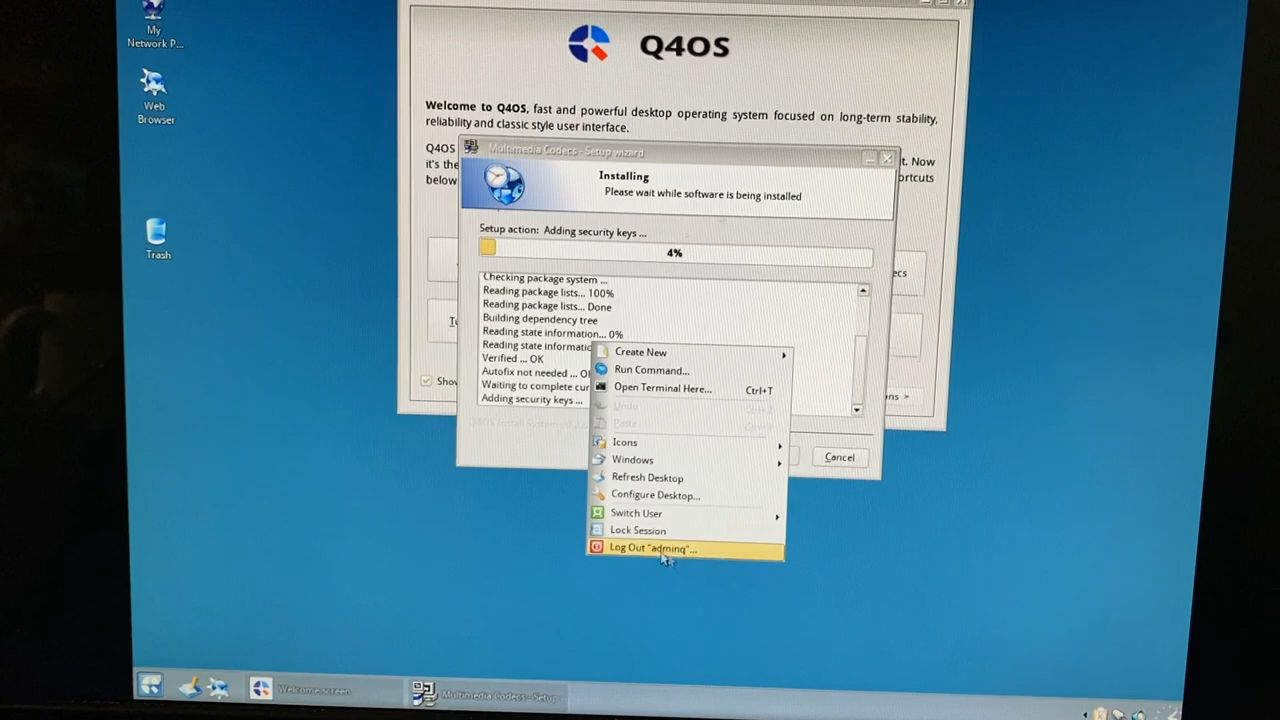 My
Network P...
Web
Browser
Trash
Q4OS
Welcome to Q4OS, fast and powerful desktop operating system focused on long-term stability,
reliability and classic style user interface.
Q4OS
t. Now
it's the
ortcuts
below
Multimedia Codecs - Setup wizard
Installing
Please wait while software is being installed
Setup action: Adding security keys ...
4%
ecs
Checking package system ...
Reading package lists... 100%
Reading package lists... Done
Building dependency tree
Reading state information... 0%
Reading state informatio
Verified ... OK
Autofix not needed ... O
Waiting to complete cur
Adding security keys ...
Show
ns >
Cancel
Create New
Run Command...
Open Terminal Here... Ctrl+T
Undo
Paste
Icons
Windows
Refresh Desktop
Configure Desktop...
Switch User
Lock Session
Log Out "adminq"...
Welcome screen
Multimedia Codecs - Setup